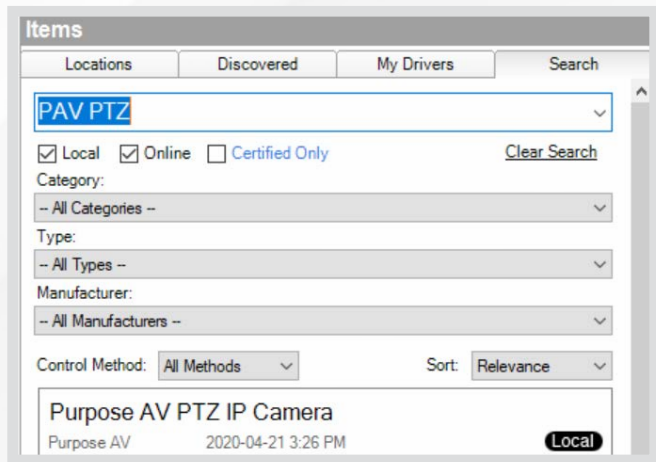 Items
Locations Discovered My Drivers Search
PAV PTZ
Local Online Certified Only Clear Search
Category:
-- All Categories --
Type:
-- All Types --
Manufacturer:
-- All Manufacturers --
Control Method: All Methods Sort: Relevance
Purpose AV PTZ IP Camera
Purpose AV 2020-04-21 3:26 PM Local